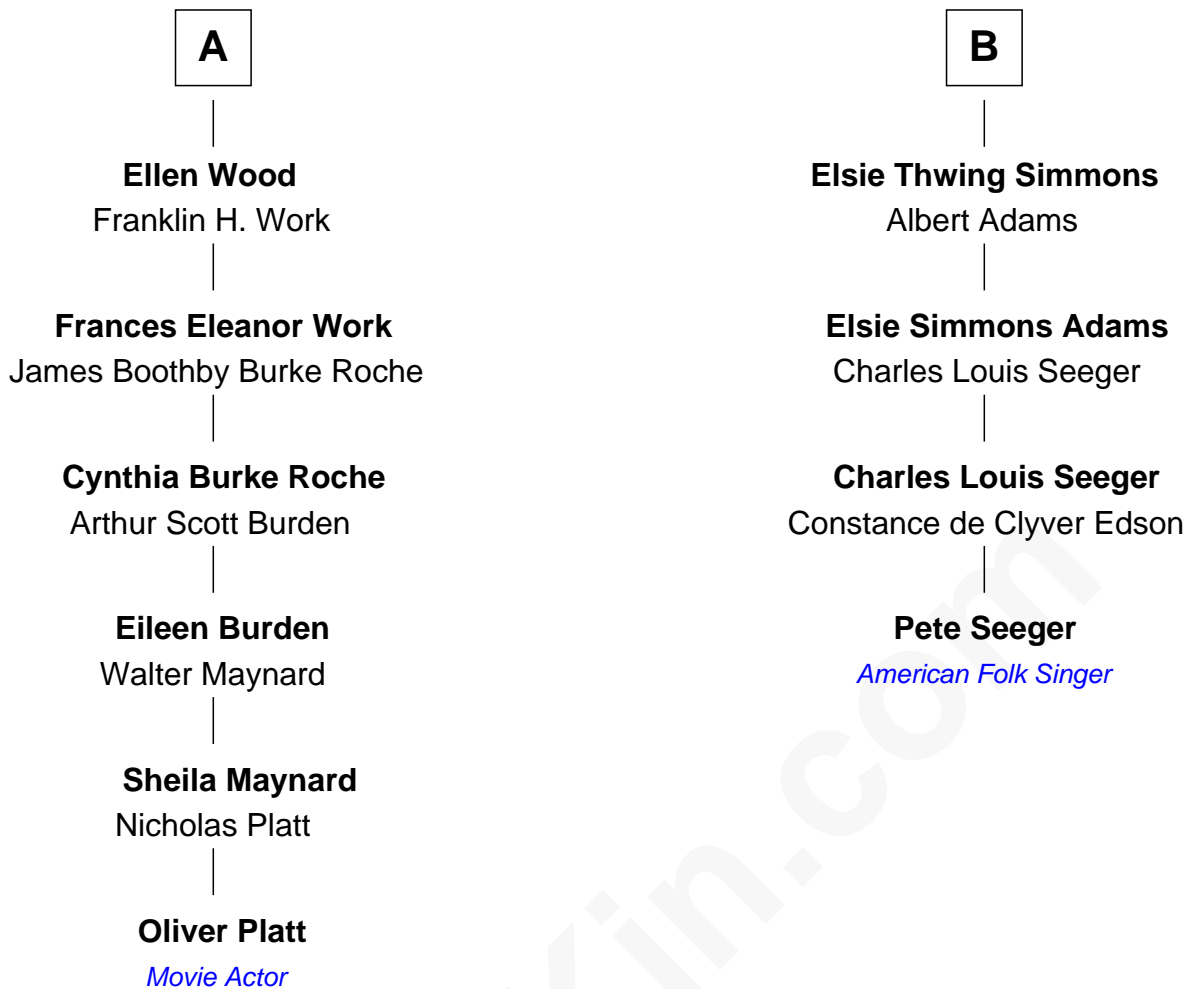 A
Ellen Wood
Franklin H. Work
Frances Eleanor Work
James Boothby Burke Roche
Cynthia Burke Roche
Arthur Scott Burden
Eileen Burden
Walter Maynard
Sheila Maynard
Nicholas Platt
Oliver Platt
Movie Actor
B
Elsie Thwing Simmons
Albert Adams
Elsie Simmons Adams
Charles Louis Seeger
Charles Louis Seeger
Constance de Clyver Edson
Pete Seeger
American Folk Singer
Kin.com